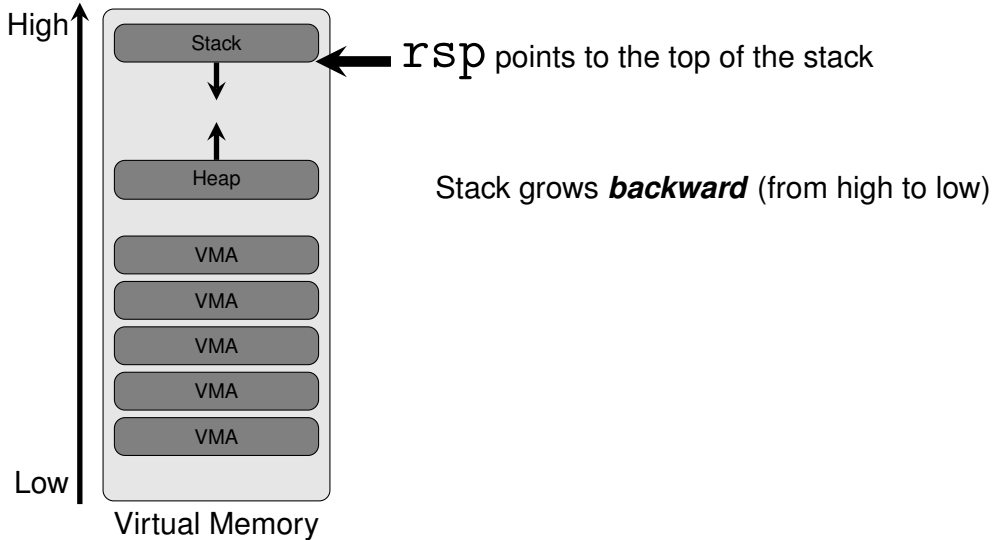 High
Stack
rsp points to the top of the stack
Heap
Stack grows backward (from high to low)
VMA
VMA
VMA
VMA
VMA
Low
Virtual Memory